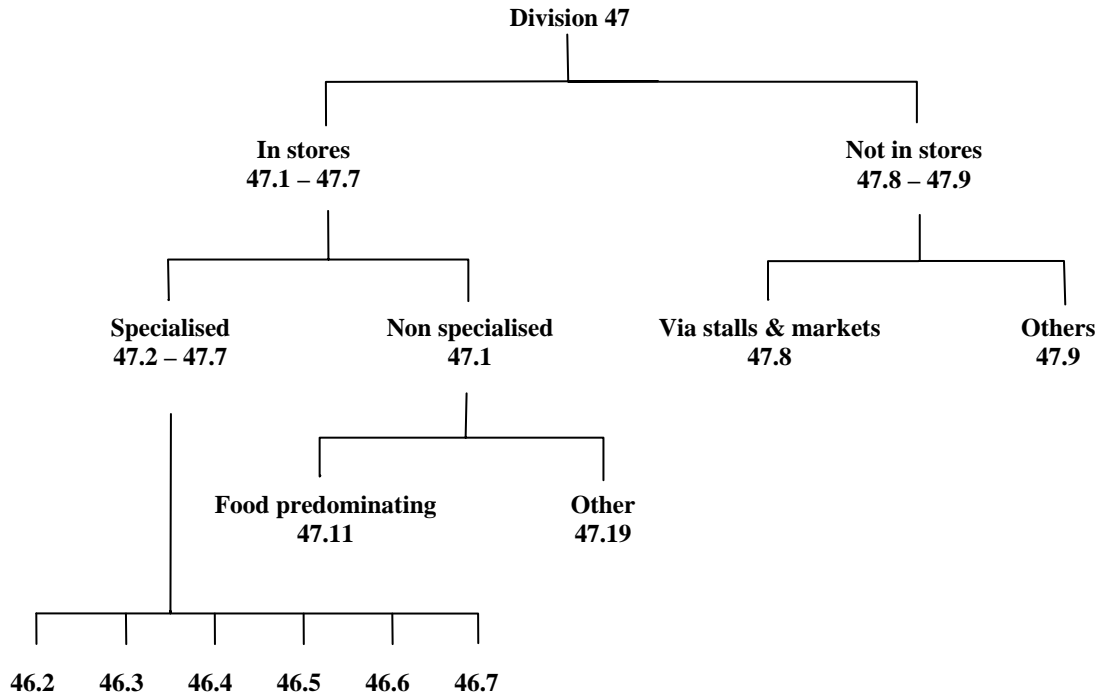 Division 47
In stores
47.1 – 47.7
Not in stores
47.8 – 47.9
Specialised
47.2 – 47.7
Non specialised
47.1
Via stalls & markets
47.8
Others
47.9
Food predominating
47.11
Other
47.19
46.2 46.3 46.4 46.5 46.6 46.7